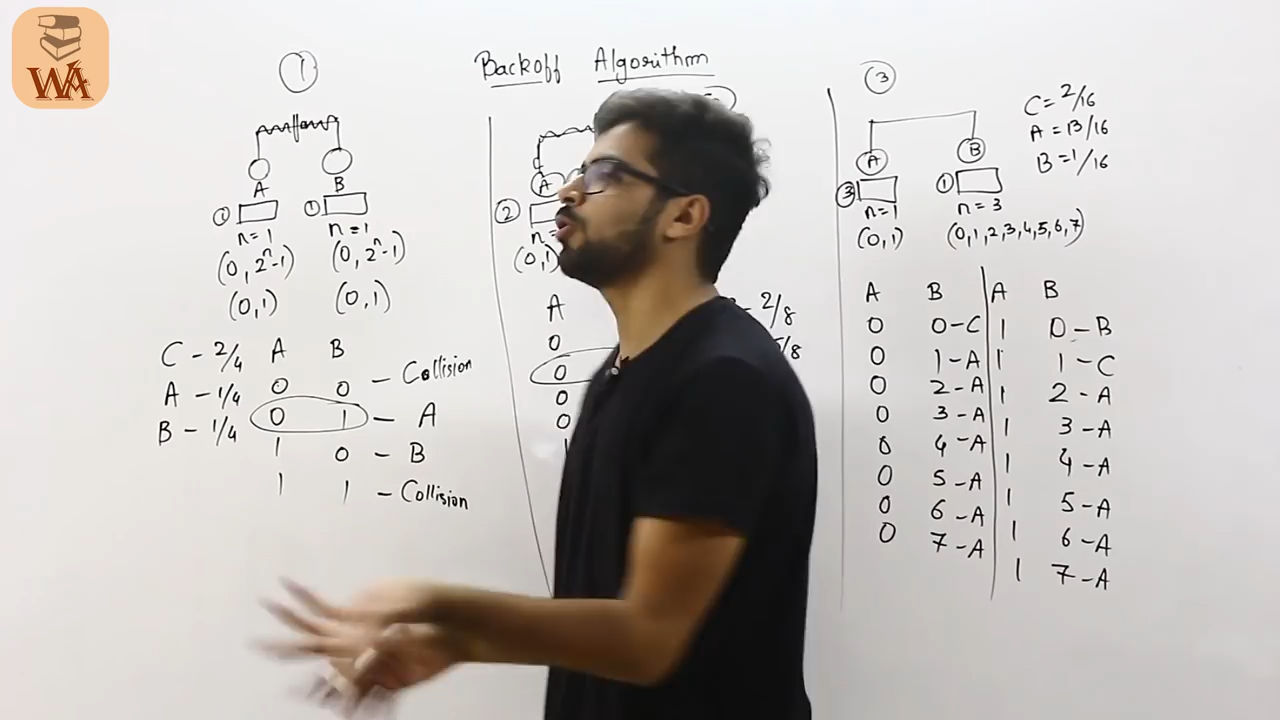 WA
Backoff Algorithm
①
A B
① ①
n=1 n=1
(0, 2ⁿ-1) (0, 2ⁿ-1)
(0,1) (0,1)
C - 2/4 A B
A - 1/4 0 0 - Collision
B - 1/4 0 1 - A
1 0 - B
1 1 - Collision
A
②
(0,1)
A
0
0
0
0
2/8
③
C = 2/16
A = 13/16
B = 1/16
A B
③ ①
n=1 n=3
(0,1) (0,1,2,3,4,5,6,7)
A B A B
0 0-C 1 0-B
0 1-A 1 1-C
0 2-A 1 2-A
0 3-A 1 3-A
0 4-A 1 4-A
0 5-A 1 5-A
0 6-A 1 6-A
0 7-A 1 7-A